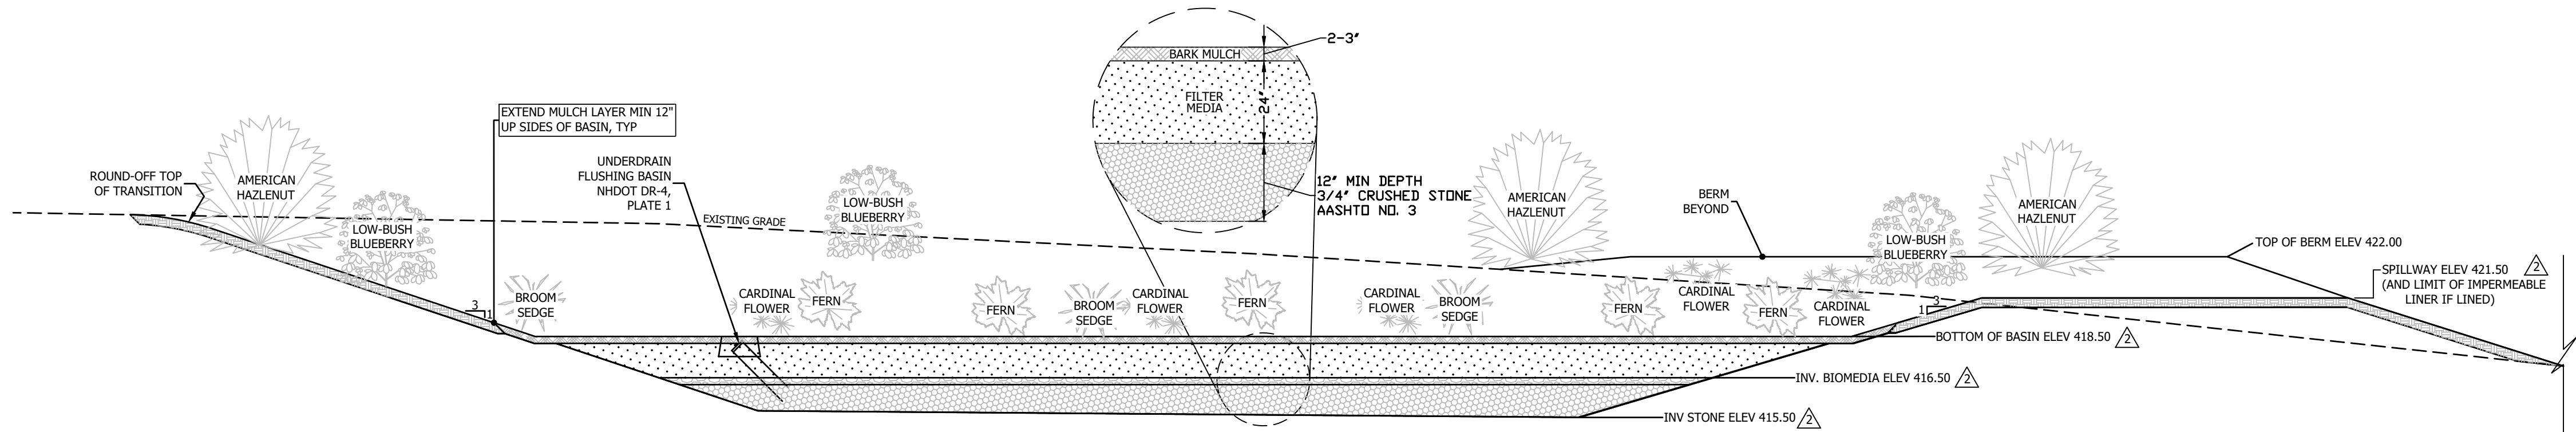 2-3"
BARK MULCH
FILTER
MEDIA
24"
12" MIN DEPTH
3/4" CRUSHED STONE
AASHTO NO. 3
EXTEND MULCH LAYER MIN 12"
UP SIDES OF BASIN, TYP
UNDERDRAIN
FLUSHING BASIN
NHDOT DR-4,
PLATE 1
ROUND-OFF TOP
OF TRANSITION
AMERICAN
HAZLENUT
LOW-BUSH
BLUEBERRY
EXISTING GRADE
LOW-BUSH
BLUEBERRY
AMERICAN
HAZLENUT
BERM
BEYOND
LOW-BUSH
BLUEBERRY
AMERICAN
HAZLENUT
TOP OF BERM ELEV 422.00
SPILLWAY ELEV 421.50 2
(AND LIMIT OF IMPERMEABLE
LINER IF LINED)
3
1
BROOM
SEDGE
CARDINAL
FLOWER
FERN
FERN
BROOM
SEDGE
CARDINAL
FLOWER
FERN
CARDINAL
FLOWER
BROOM
SEDGE
FERN
CARDINAL
FLOWER
FERN
CARDINAL
FLOWER
3
1
BOTTOM OF BASIN ELEV 418.50 2
INV. BIOMEDIA ELEV 416.50 2
INV STONE ELEV 415.50 2